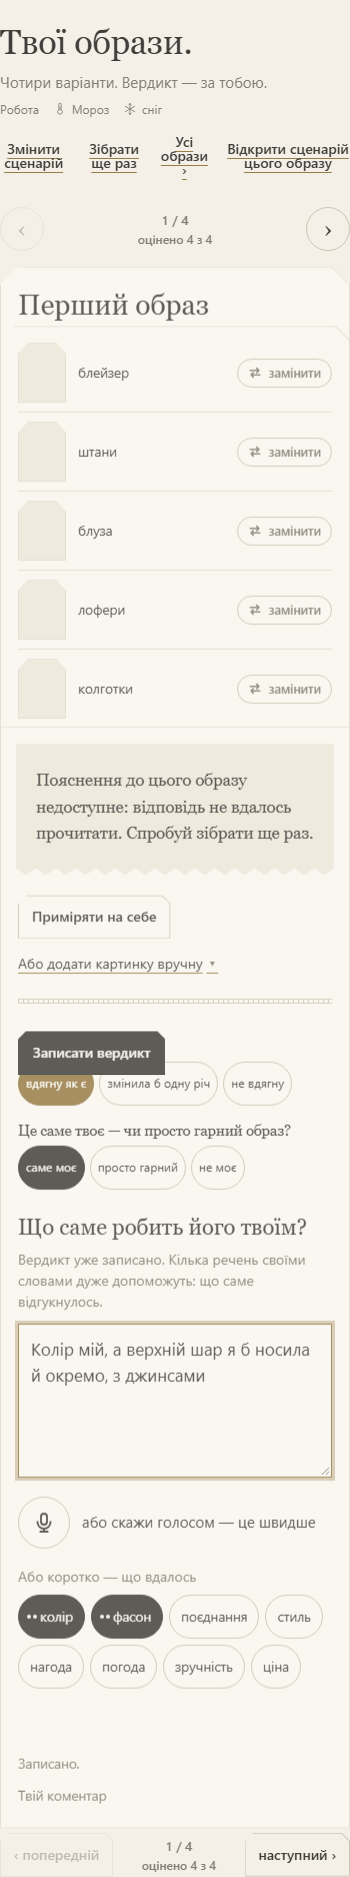 Твої образи.
Чотири варіанти. Вердикт — за тобою.
Робота Мороз сніг
Змінити сценарій
Зібрати ще раз
Усі образи ›
Відкрити сценарій цього образу
‹
1 / 4
оцінено 4 з 4
›
Перший образ
блейзер ⇄ замінити
штани ⇄ замінити
блуза ⇄ замінити
лофери ⇄ замінити
колготки ⇄ замінити
Пояснення до цього образу
недоступне: відповідь не вдалось
прочитати. Спробуй зібрати ще раз.
Приміряти на себе
Або додати картинку вручну ▾
Записати вердикт
вдягну як є змінила б одну річ не вдягну
Це саме твоє — чи просто гарний образ?
саме моє просто гарний не моє
Що саме робить його твоїм?
Вердикт уже записано. Кілька речень своїми
словами дуже допоможуть: що саме
відгукнулось.
Колір мій, а верхній шар я б носила
й окремо, з джинсами
або скажи голосом — це швидше
Або коротко — що вдалось
•• колір •• фасон поєднання стиль
нагода погода зручність ціна
Записано.
Твій коментар
‹ попередній
1 / 4
оцінено 4 з 4
наступний ›